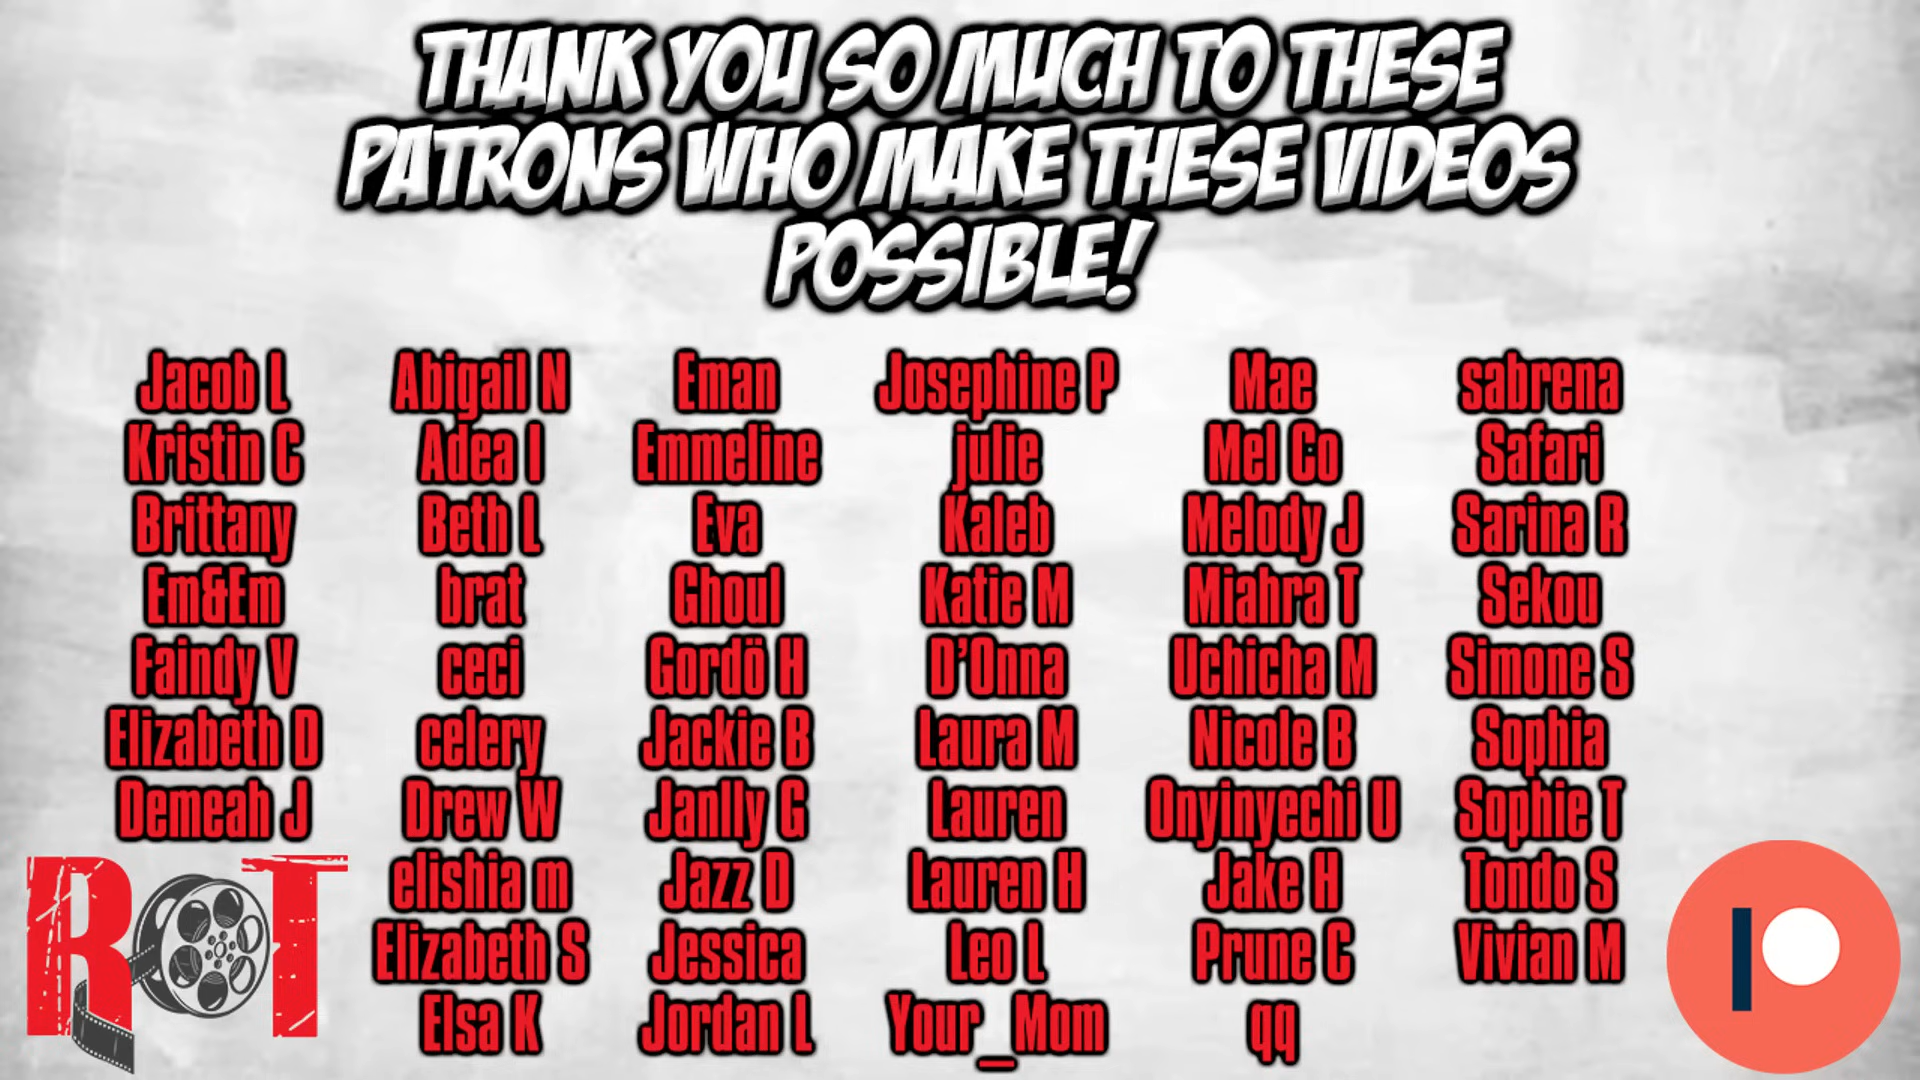 THANK YOU SO MUCH TO THESE
PATRONS WHO MAKE THESE VIDEOS
POSSIBLE!
Jacob L
Kristin C
Brittany
Em&Em
Faindy V
Elizabeth D
Demeah J
Abigail N
Adea I
Beth L
brat
ceci
celery
Drew W
elishia m
Elizabeth S
Elsa K
Eman
Emmeline
Eva
Ghoul
Gordö H
Jackie B
Janlly G
Jazz D
Jessica
Jordan L
Josephine P
julie
Kaleb
Katie M
D'Onna
Laura M
Lauren
Lauren H
Leo L
Your_Mom
Mae
Mel Co
Melody J
Miahra T
Uchicha M
Nicole B
Onyinyechi U
Jake H
Prune C
qq
sabrena
Safari
Sarina R
Sekou
Simone S
Sophia
Sophie T
Tondo S
Vivian M
ROT